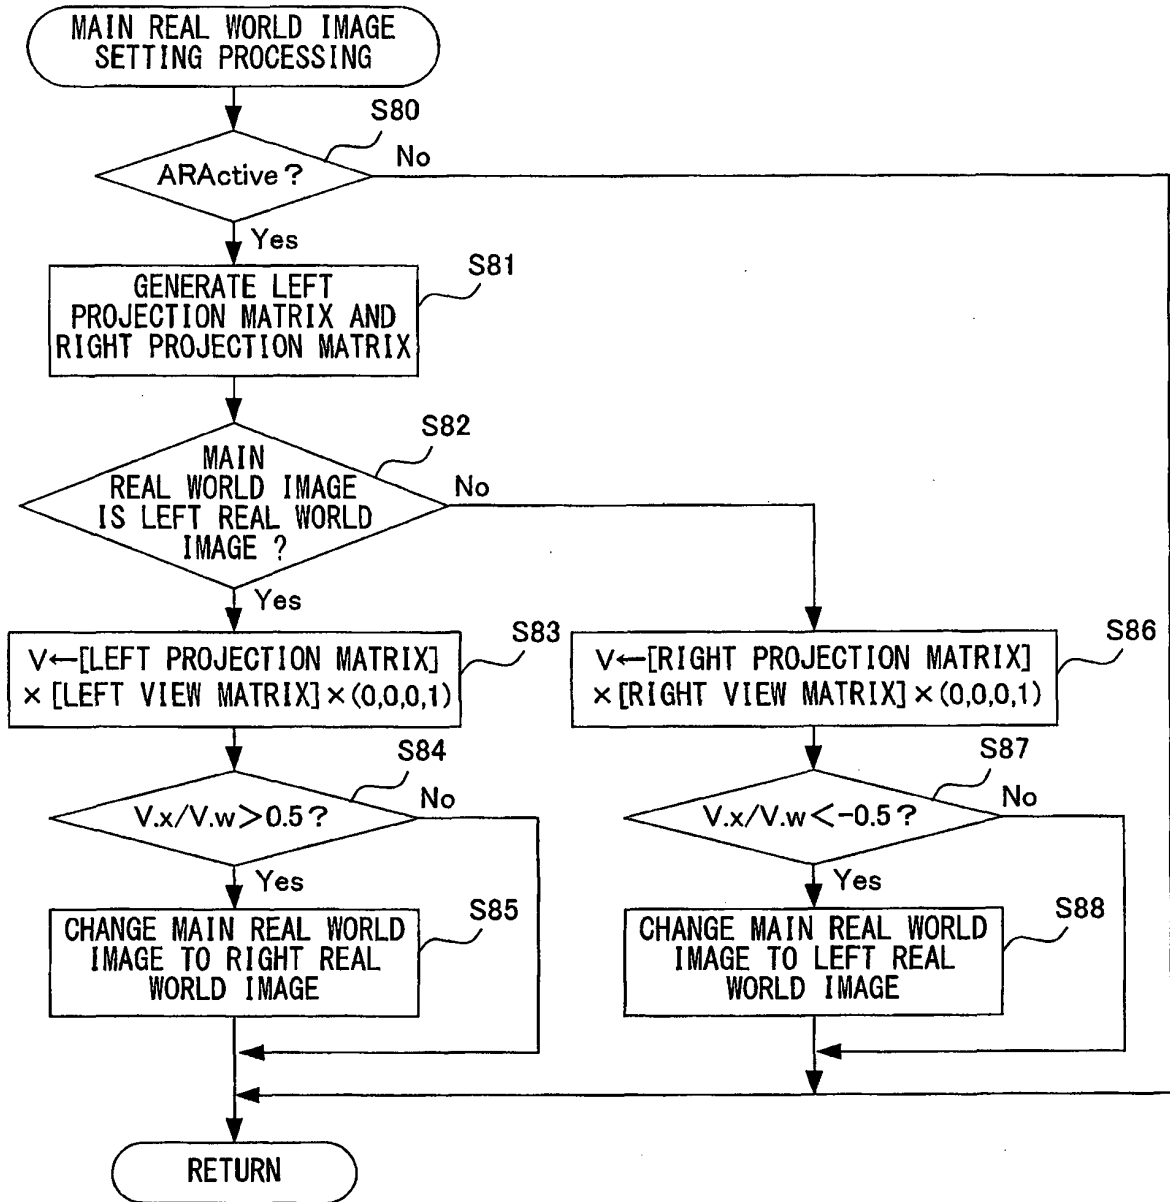 MAIN REAL WORLD IMAGE
SETTING PROCESSING
S80
ARActive?
No
Yes
S81
GENERATE LEFT
PROJECTION MATRIX AND
RIGHT PROJECTION MATRIX
S82
MAIN
REAL WORLD IMAGE
IS LEFT REAL WORLD
IMAGE ?
No
Yes
S83
V←[LEFT PROJECTION MATRIX]
×[LEFT VIEW MATRIX]×(0,0,0,1)
S86
V←[RIGHT PROJECTION MATRIX]
×[RIGHT VIEW MATRIX]×(0,0,0,1)
S84
V.x/V.w>0.5?
No
Yes
S87
V.x/V.w<-0.5?
No
Yes
S85
CHANGE MAIN REAL WORLD
IMAGE TO RIGHT REAL
WORLD IMAGE
S88
CHANGE MAIN REAL WORLD
IMAGE TO LEFT REAL
WORLD IMAGE
RETURN